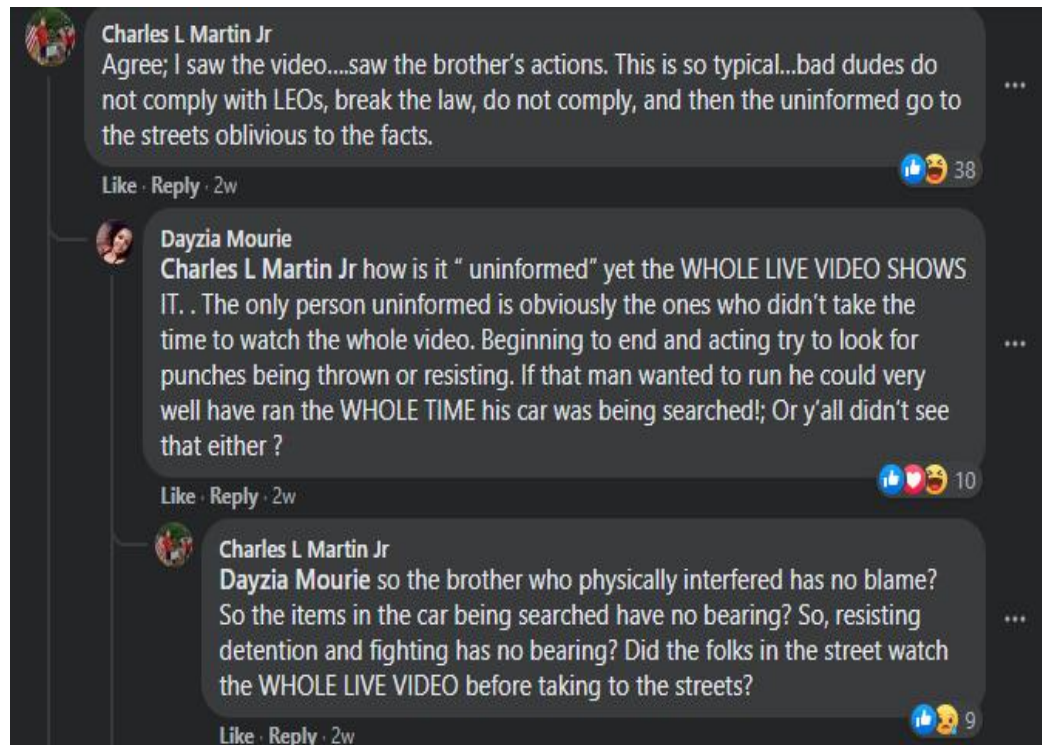 Charles L Martin Jr
Agree; I saw the video....saw the brother's actions. This is so typical...bad dudes do
not comply with LEOs, break the law, do not comply, and then the uninformed go to
the streets oblivious to the facts.
38
Like · Reply · 2w
Dayzia Mourie
Charles L Martin Jr how is it “ uninformed” yet the WHOLE LIVE VIDEO SHOWS
IT. . The only person uninformed is obviously the ones who didn’t take the
time to watch the whole video. Beginning to end and acting try to look for
punches being thrown or resisting. If that man wanted to run he could very
well have ran the WHOLE TIME his car was being searched!; Or y’all didn’t see
that either ?
10
Like · Reply · 2w
Charles L Martin Jr
Dayzia Mourie so the brother who physically interfered has no blame?
So the items in the car being searched have no bearing? So, resisting
detention and fighting has no bearing? Did the folks in the street watch
the WHOLE LIVE VIDEO before taking to the streets?
9
Like · Reply · 2w